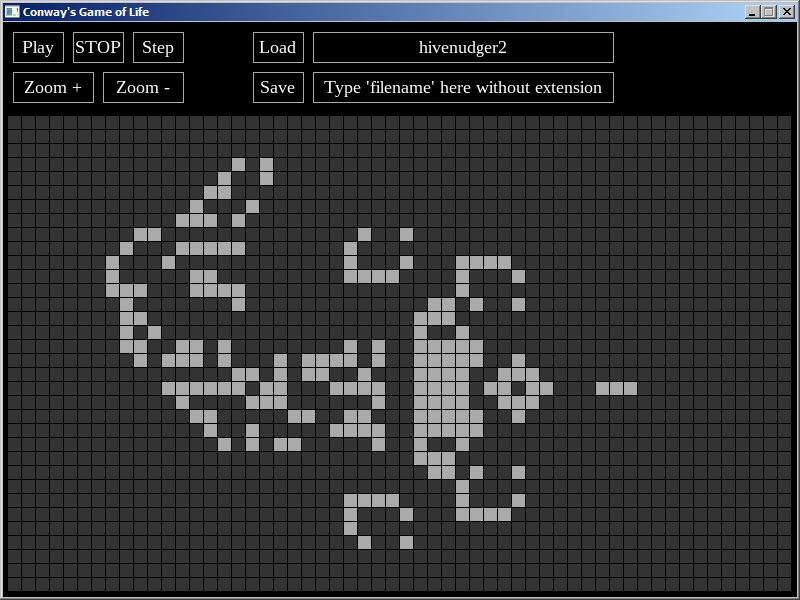 Conway's Game of Life
Play STOP Step Load hivenudger2
Zoom + Zoom - Save Type 'filename' here without extension